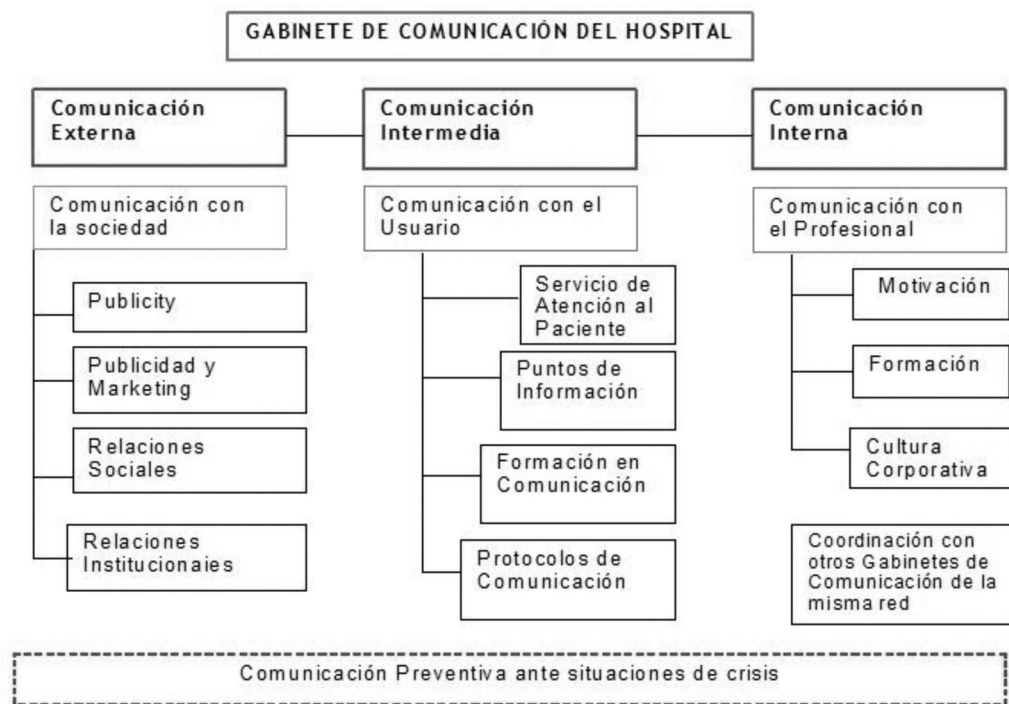 GABINETE DE COMUNICACIÓN DEL HOSPITAL
Comunicación
Externa
Comunicación con
la sociedad
Publicity
Publicidad y
Marketing
Relaciones
Sociales
Relaciones
Institucionaies
Comunicación
Intermedia
Comunicación con el
Usuario
Servicio de
Atención al
Paciente
Puntos de
Información
Formación en
Comunicación
Protocolos de
Comunicación
Comunicación
Interna
Comunicación con
el Profesional
Motivación
Formación
Cultura
Corporativa
Coordinación con
otros Gabinetes de
Comunicación de la
misma red
Comunicación Preventiva ante situaciones de crisis